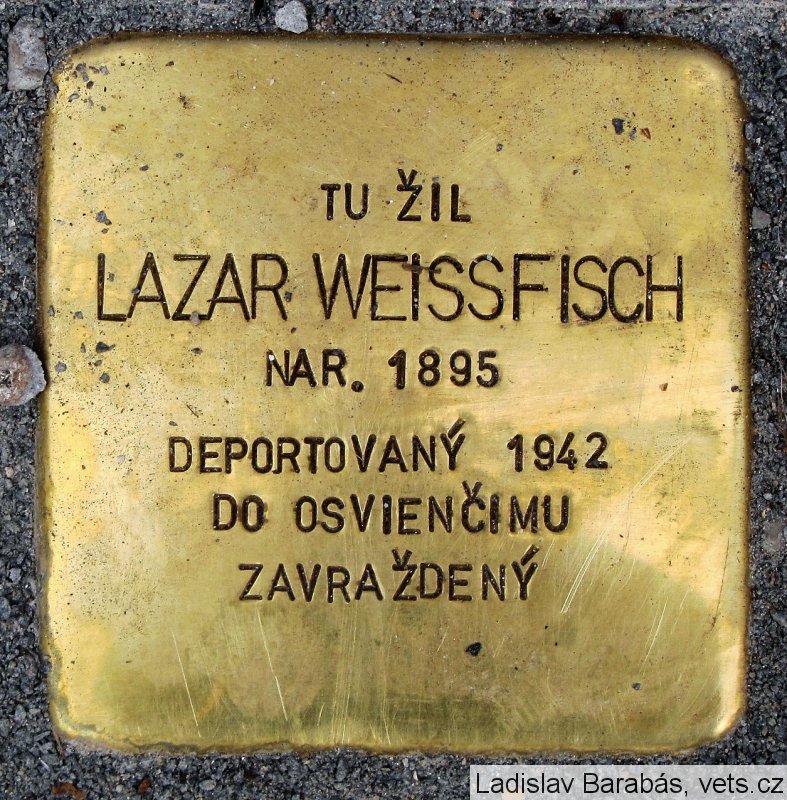 TU ŽIL
LAZAR WEISSFISCH
NAR. 1895
DEPORTOVANÝ 1942
DO OSVIENČIMU
ZAVRAŽDENÝ
Ladislav Barabás, vets.cz